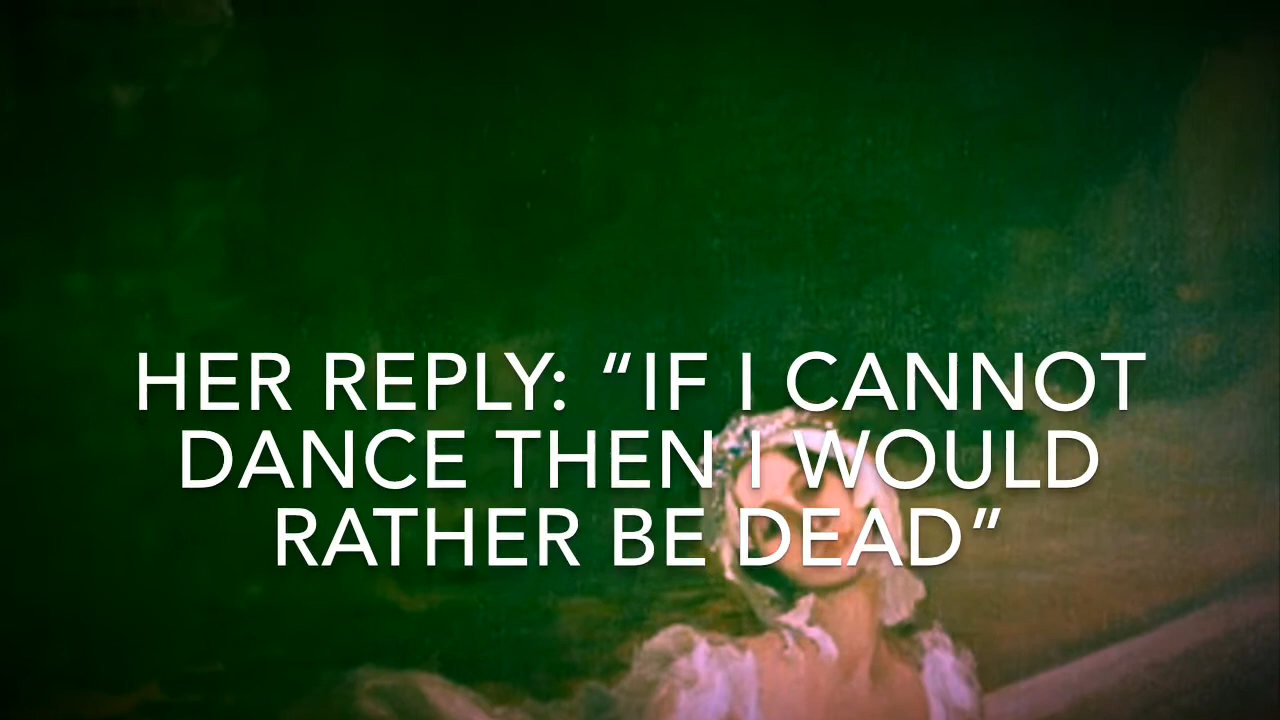 HER REPLY: “IF I CANNOT
DANCE THEN I WOULD
RATHER BE DEAD”